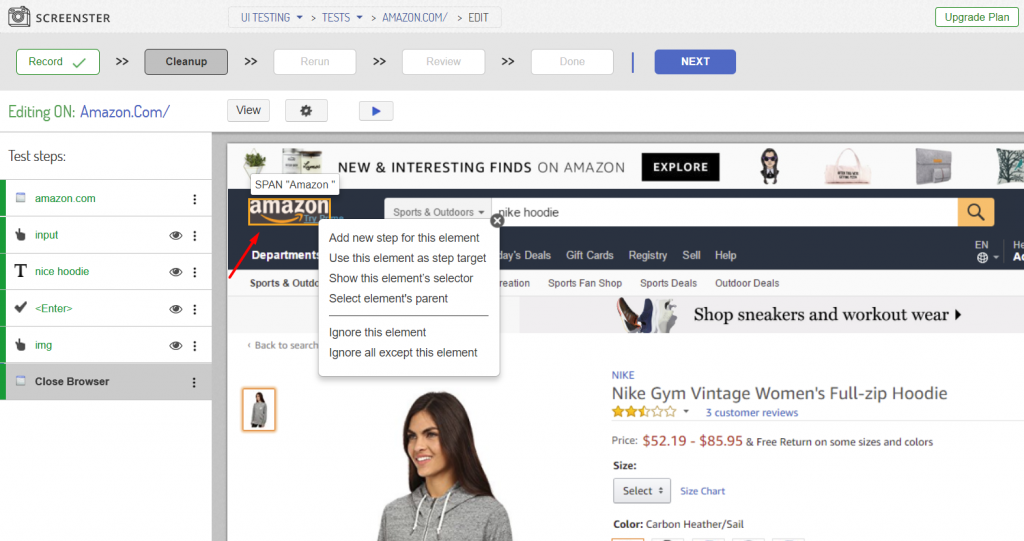 SCREENSTER
UI TESTING > TESTS > AMAZON.COM/ > EDIT
Upgrade Plan
Record >> Cleanup >> Rerun >> Review >> Done NEXT
Editing ON: Amazon.Com/
View
Test steps:
amazon.com
input
T nice hoodie
<Enter>
img
Close Browser
NEW & INTERESTING FINDS ON AMAZON EXPLORE
SPAN "Amazon "
amazon
Try Prime
Sports & Outdoors
nike hoodie
Add new step for this element
Use this element as step target
Show this element's selector
Select element's parent
Ignore this element
Ignore all except this element
Departments
day's Deals Gift Cards Registry Sell Help
EN
He
Ac
Sports & Outdo
reation Sports Fan Shop Sports Deals Outdoor Deals
Shop sneakers and workout wear
‹ Back to search
NIKE
Nike Gym Vintage Women's Full-zip Hoodie
3 customer reviews
Price: $52.19 - $85.95 & Free Return on some sizes and colors
Size:
Select Size Chart
Color: Carbon Heather/Sail